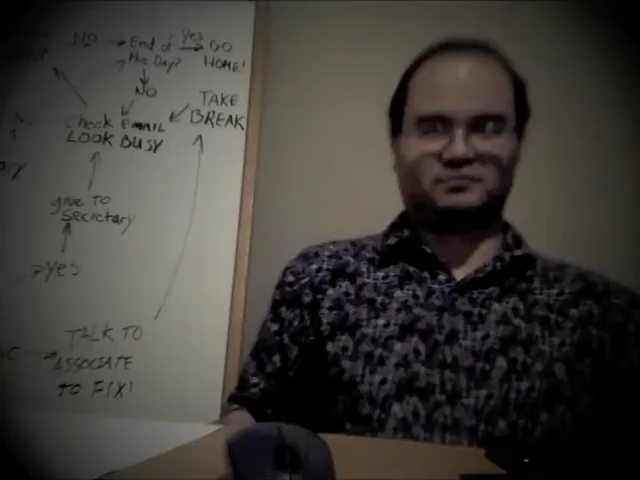 NO
End of Yes GO
the Day? HOME!
NO
TAKE
Check EMAIL BREAK
LOOK BUSY
give TO
Secretary
Yes
TALK TO
ASSOCIATE
TO FIX!